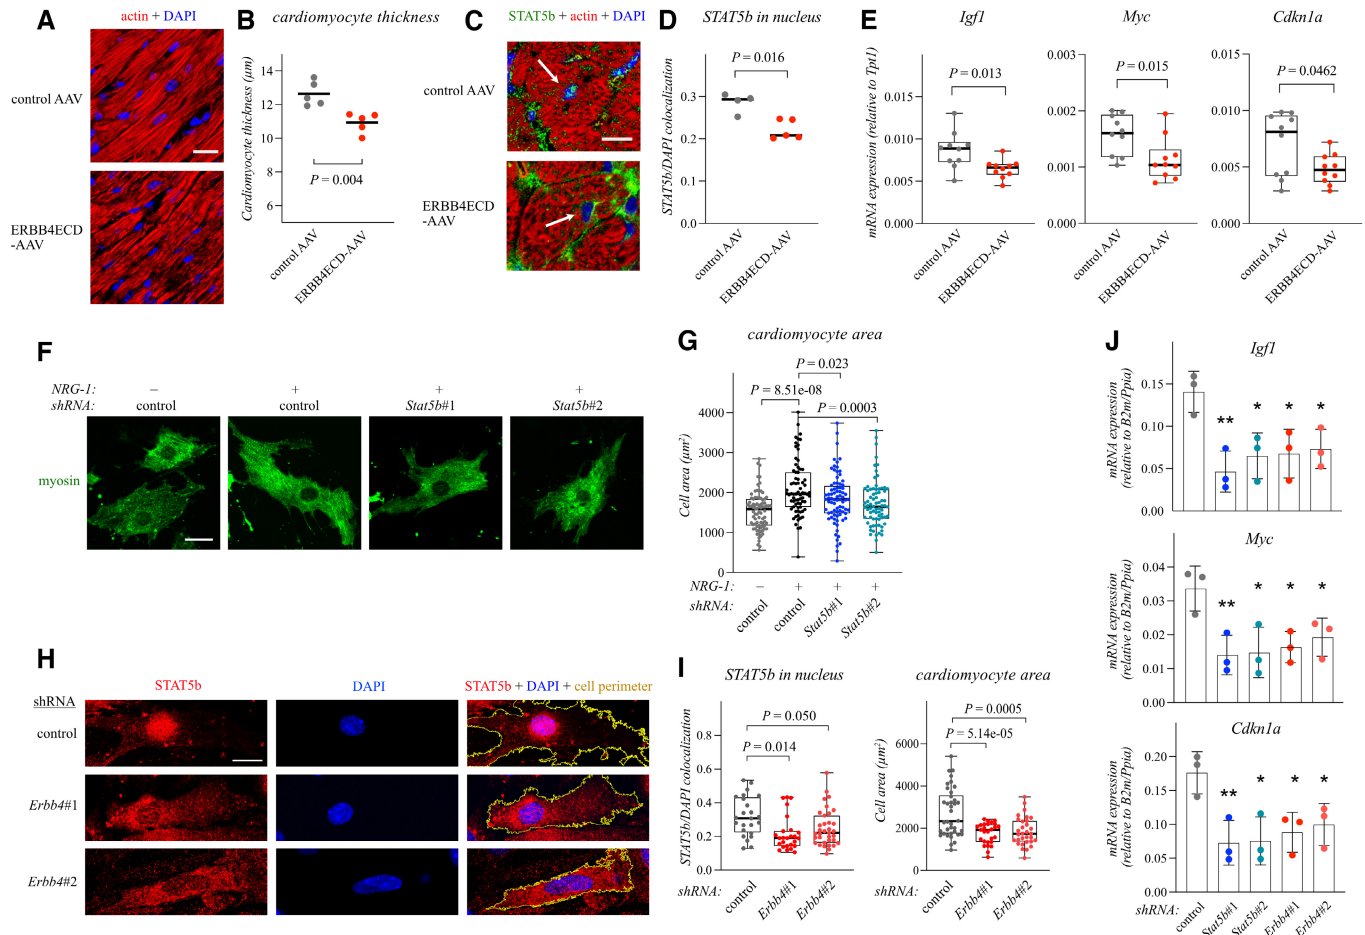 A
actin + DAPI
control AAV
ERBB4ECD
-AAV
B
cardiomyocyte thickness
Cardiomyocyte thickness (μm)
14
12
10
8
6
P = 0.004
control AAV
ERBB4ECD-AAV
C
STAT5b + actin + DAPI
control AAV
ERBB4ECD
-AAV
D
STAT5b in nucleus
STAT5b/DAPI colocalization
0.3
0.2
0.1
0.0
P = 0.016
control AAV
ERBB4ECD-AAV
E
mRNA expression (relative to Tpt1)
Igf1
0.020
0.015
0.010
0.005
0.000
P = 0.013
control AAV
ERBB4ECD-AAV
Myc
0.003
0.002
0.001
0.000
P = 0.015
control AAV
ERBB4ECD-AAV
Cdkn1a
0.015
0.010
0.005
0.000
P = 0.0462
control AAV
ERBB4ECD-AAV
F
NRG-1: − + + +
shRNA: control control Stat5b#1 Stat5b#2
myosin
G
cardiomyocyte area
Cell area (μm²)
4000
3000
2000
1000
0
P = 0.023
P = 8.51e-08
P = 0.0003
NRG-1: − + + +
shRNA: control control Stat5b#1 Stat5b#2
H
STAT5b DAPI STAT5b + DAPI + cell perimeter
shRNA
control
Erbb4#1
Erbb4#2
I
STAT5b in nucleus
STAT5b/DAPI colocalization
0.8
0.6
0.4
0.2
0.0
P = 0.050
P = 0.014
shRNA: control Erbb4#1 Erbb4#2
cardiomyocyte area
Cell area (μm²)
6000
4000
2000
0
P = 0.0005
P = 5.14e-05
shRNA: control Erbb4#1 Erbb4#2
J
Igf1
mRNA expression
(relative to B2m/Ppia)
0.15
0.10
0.05
0.00
** * * *
Myc
mRNA expression
(relative to B2m/Ppia)
0.04
0.03
0.02
0.01
0.00
** * * *
Cdkn1a
mRNA expression
(relative to B2m/Ppia)
0.20
0.15
0.10
0.05
0.00
** * * *
shRNA: control Stat5b#1 Stat5b#2 Erbb4#1 Erbb4#2